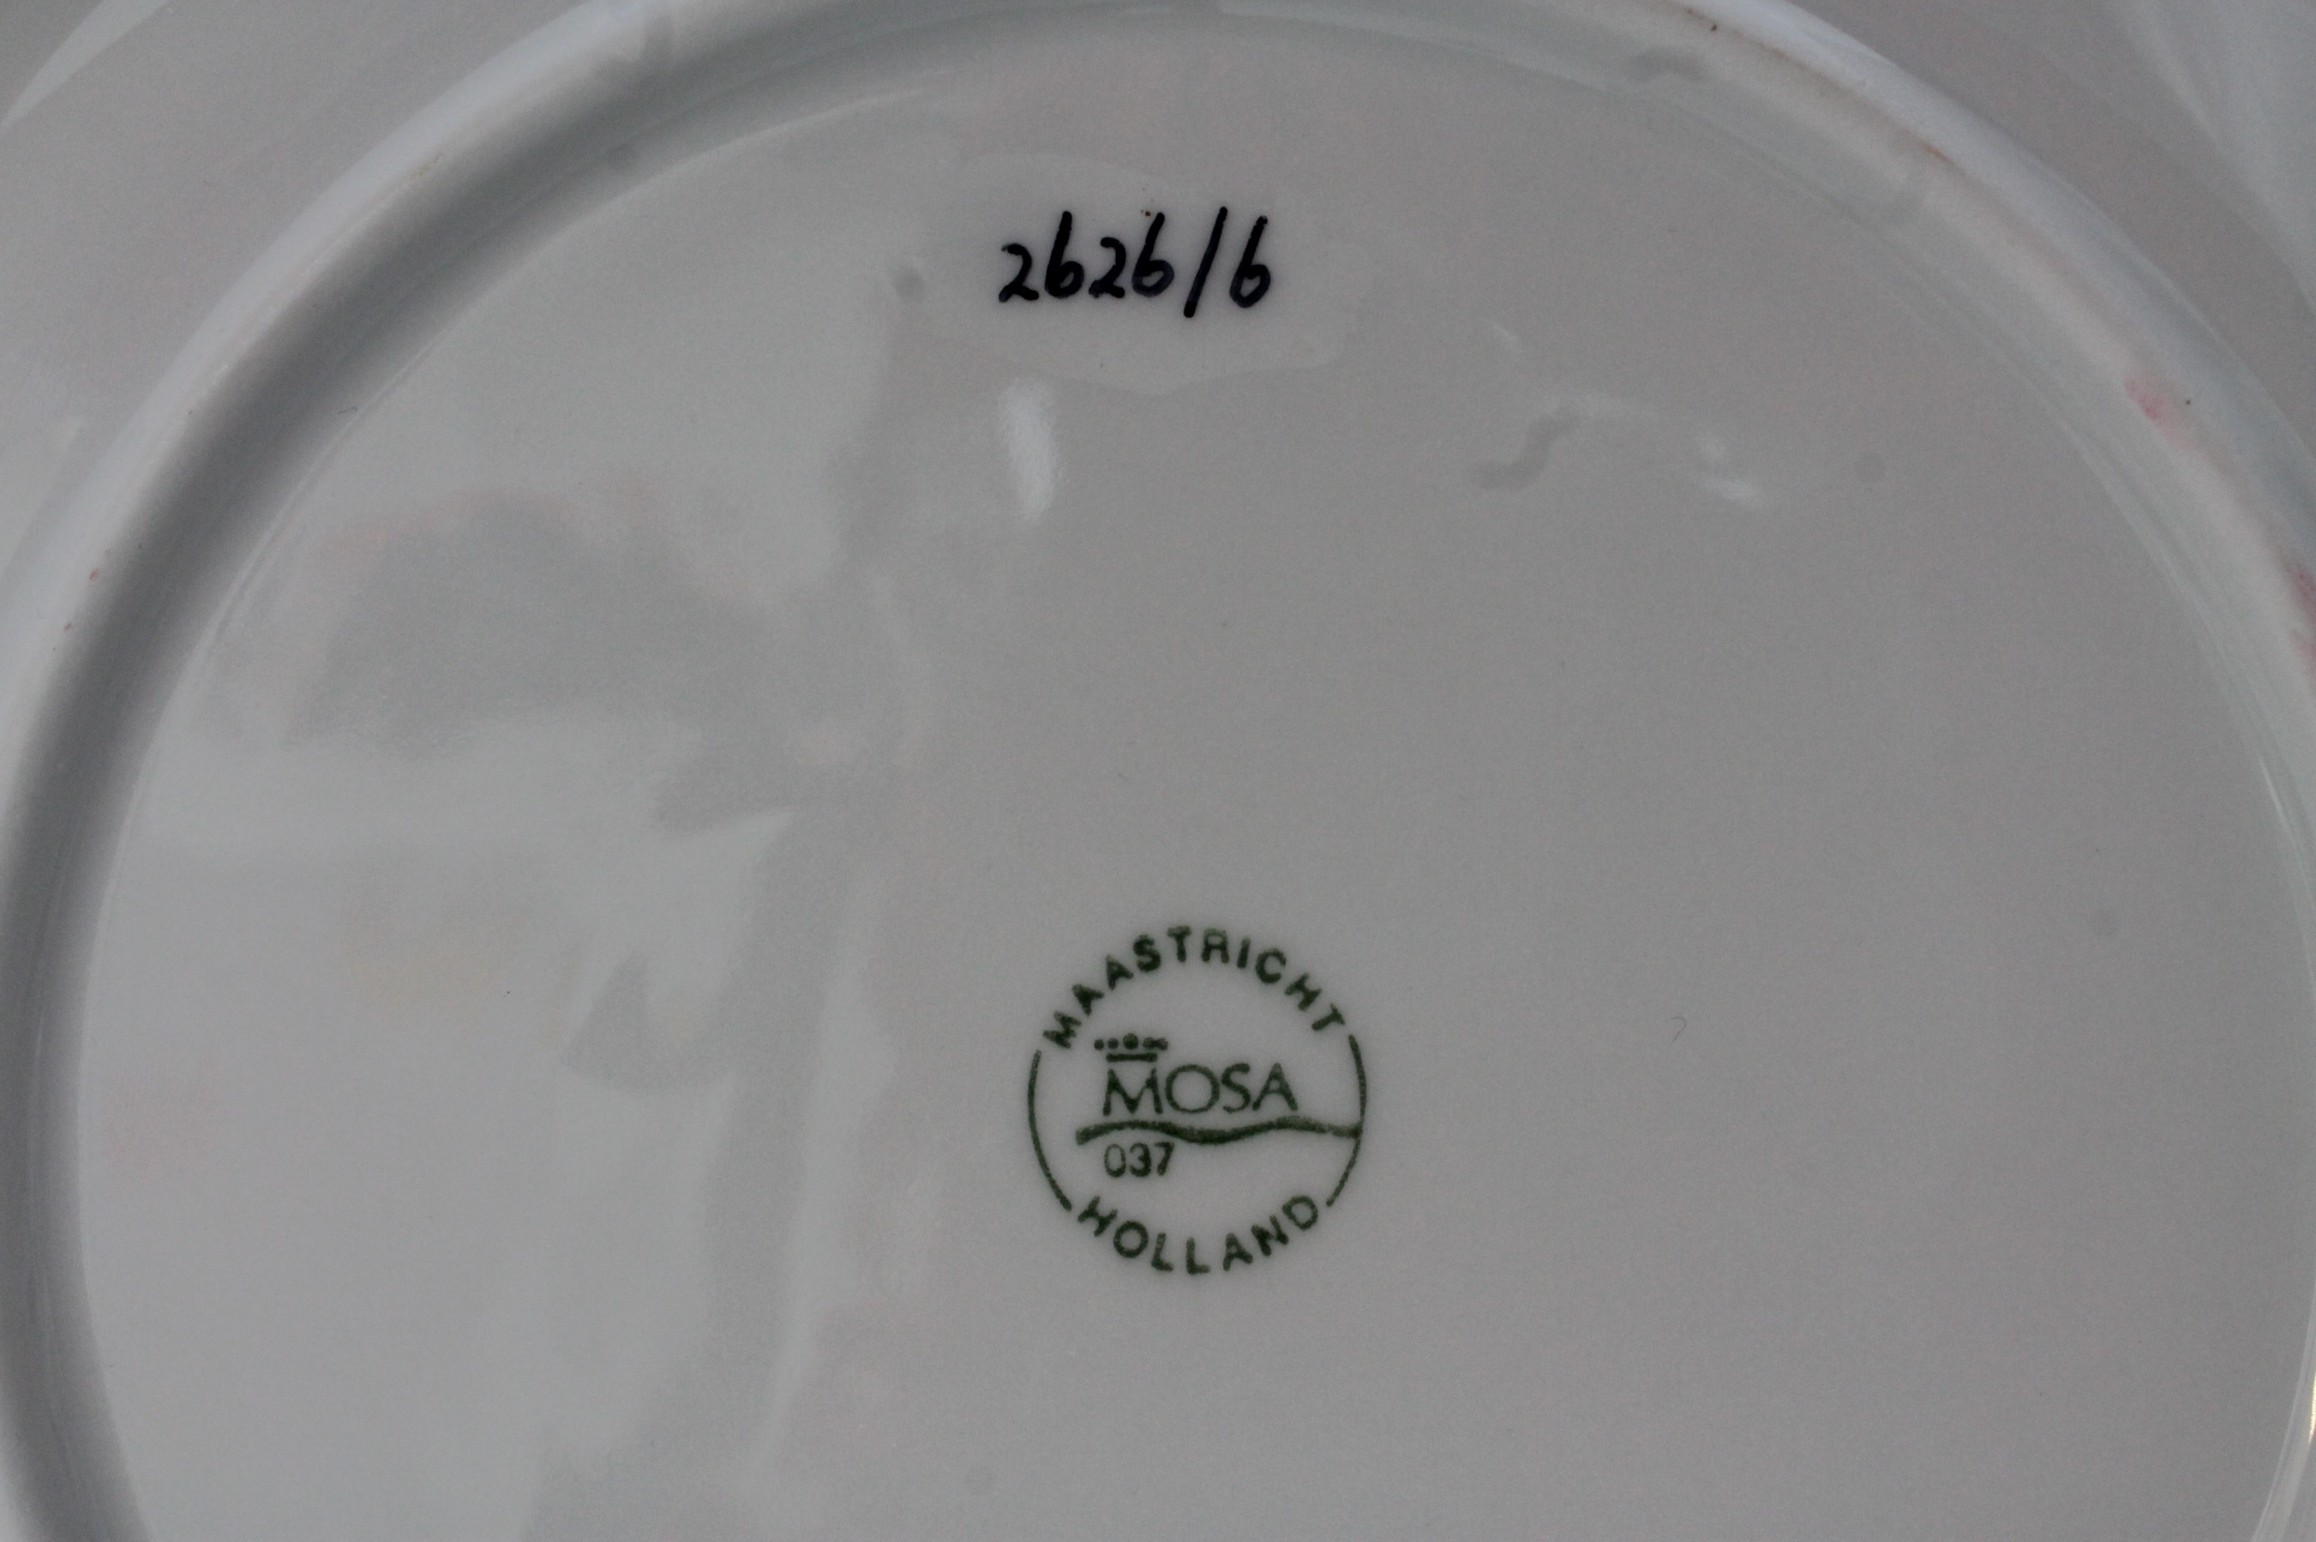 2626/6
MAASTRICHT
MOSA
037
HOLLAND